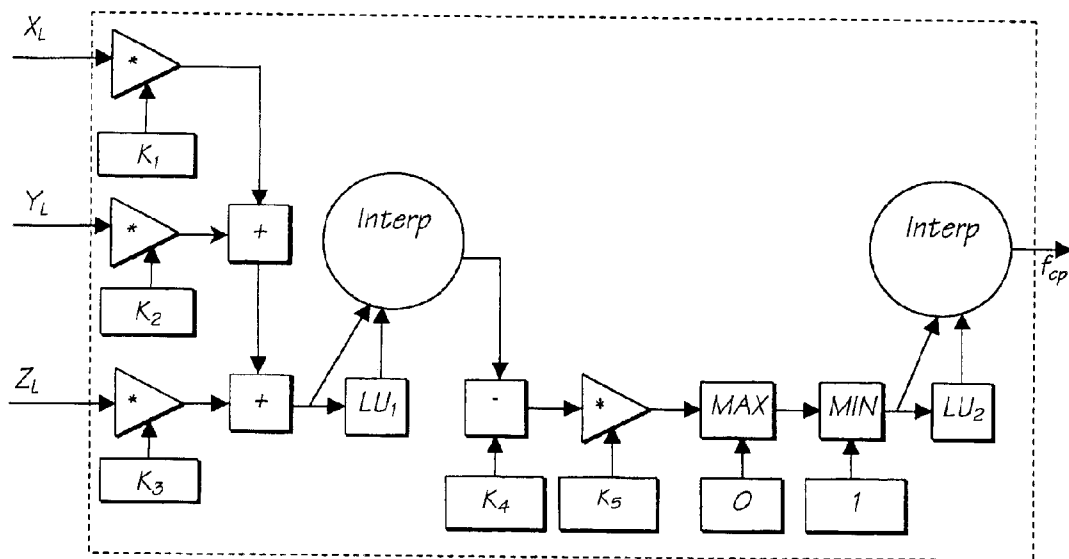 X_L
*
K_1
Y_L
*
+
K_2
Interp
Interp
f_cp
Z_L
*
+
LU_1
K_3
-
*
MAX
MIN
LU_2
K_4
K_5
0
1